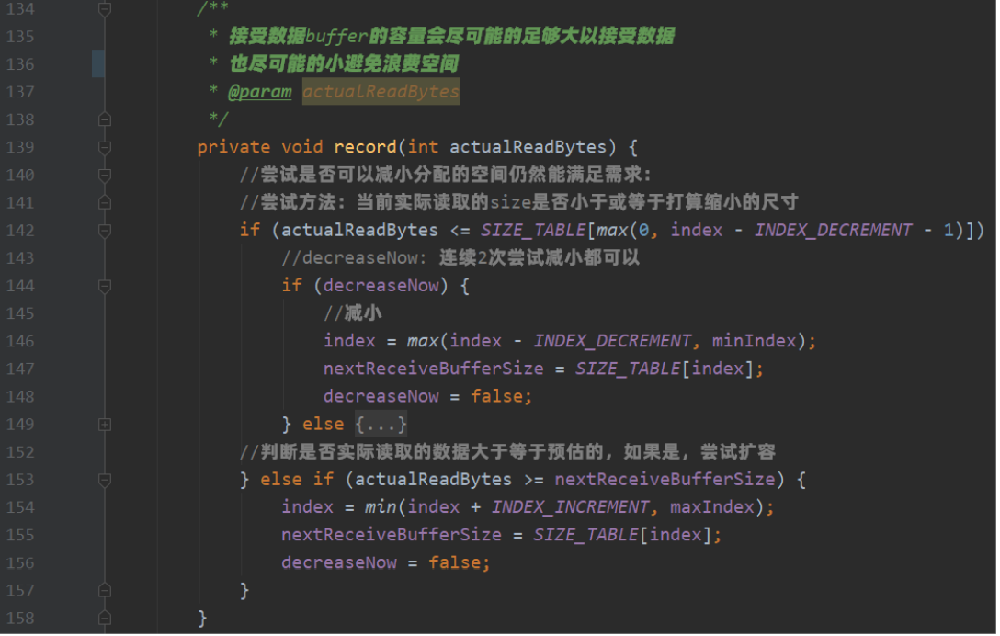 134 /**
135 * 接受数据buffer的容量会尽可能的足够大以接受数据
136 * 也尽可能的小避免浪费空间
137 * @param actualReadBytes
138 */
139 private void record(int actualReadBytes) {
140 //尝试是否可以减小分配的空间仍然能满足需求：
141 //尝试方法：当前实际读取的size是否小于或等于打算缩小的尺寸
142 if (actualReadBytes <= SIZE_TABLE[max(0, index - INDEX_DECREMENT - 1)])
143 //decreaseNow: 连续2次尝试减小都可以
144 if (decreaseNow) {
145 //减小
146 index = max(index - INDEX_DECREMENT, minIndex);
147 nextReceiveBufferSize = SIZE_TABLE[index];
148 decreaseNow = false;
149 } else {...}
152 //判断是否实际读取的数据大于等于预估的，如果是，尝试扩容
153 } else if (actualReadBytes >= nextReceiveBufferSize) {
154 index = min(index + INDEX_INCREMENT, maxIndex);
155 nextReceiveBufferSize = SIZE_TABLE[index];
156 decreaseNow = false;
157 }
158 }